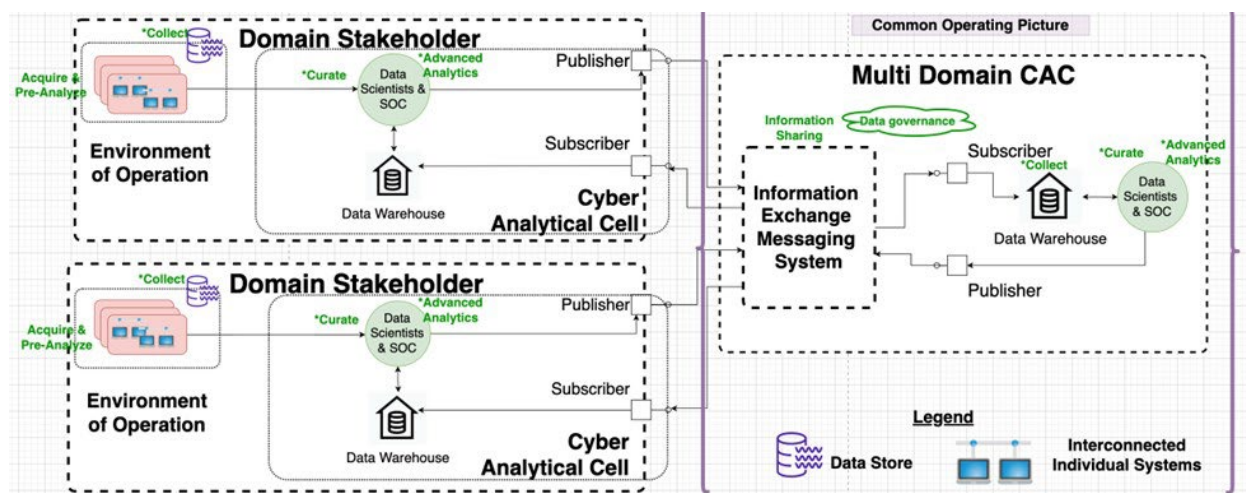 *Collect
Domain Stakeholder
Acquire &
Pre-Analyze
*Curate
Data
Scientists &
SOC
*Advanced
Analytics
Publisher
Environment
of Operation
Subscriber
Data Warehouse
Cyber
Analytical Cell
*Collect
Domain Stakeholder
Acquire &
Pre-Analyze
*Curate
Data
Scientists &
SOC
*Advanced
Analytics
Publisher
Environment
of Operation
Subscriber
Data Warehouse
Cyber
Analytical Cell
Common Operating Picture
Multi Domain CAC
Information
Sharing
Data governance
Information
Exchange
Messaging
System
Subscriber
*Collect
Data Warehouse
*Curate
*Advanced
Analytics
Data
Scientists
& SOC
Publisher
Legend
Data Store
Interconnected
Individual Systems